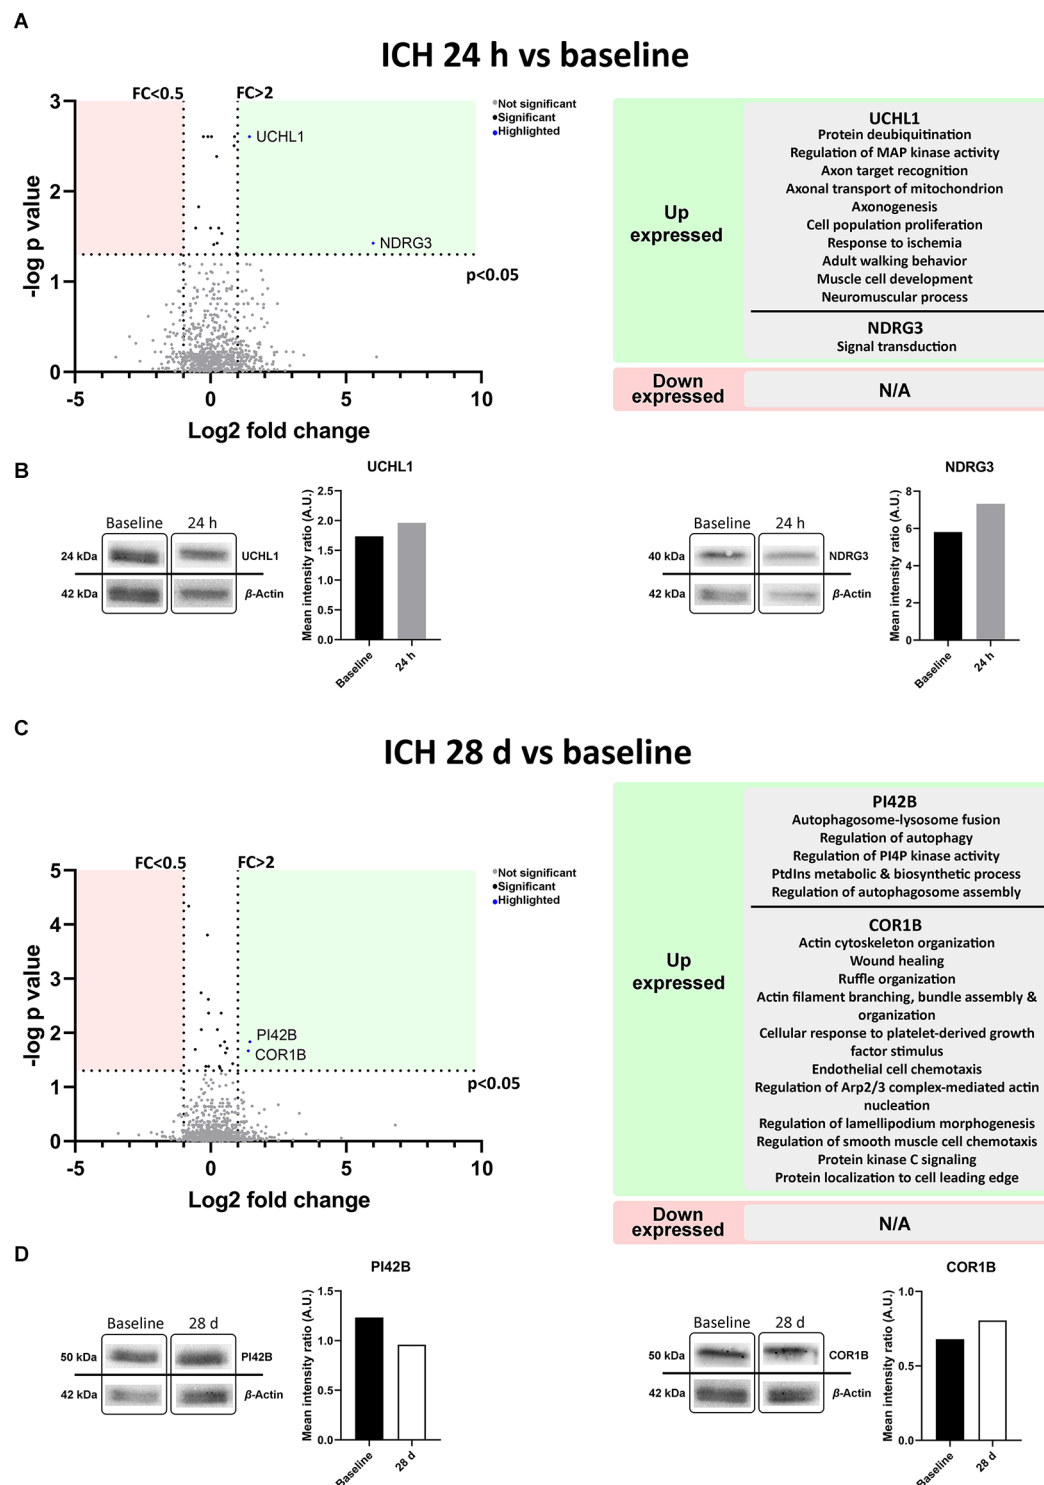 A
ICH 24 h vs baseline
FC<0.5
FC>2
Not significant
Significant
Highlighted
UCHL1
NDRG3
p<0.05
3
2
1
0
-log p value
-5
0
5
10
Log2 fold change
Up
expressed
UCHL1
Protein deubiquitination
Regulation of MAP kinase activity
Axon target recognition
Axonal transport of mitochondrion
Axonogenesis
Cell population proliferation
Response to ischemia
Adult walking behavior
Muscle cell development
Neuromuscular process
NDRG3
Signal transduction
Down
expressed
N/A
B
Baseline
24 h
24 kDa
UCHL1
42 kDa
β-Actin
UCHL1
Mean intensity ratio (A.U.)
2.5
2.0
1.5
1.0
0.5
0.0
Baseline
24 h
Baseline
24 h
40 kDa
NDRG3
42 kDa
β-Actin
NDRG3
Mean intensity ratio (A.U.)
8
6
4
2
0
Baseline
24 h
C
ICH 28 d vs baseline
FC<0.5
FC>2
Not significant
Significant
Highlighted
PI42B
COR1B
p<0.05
5
4
3
2
1
0
-log p value
-5
0
5
10
Log2 fold change
Up
expressed
PI42B
Autophagosome-lysosome fusion
Regulation of autophagy
Regulation of PI4P kinase activity
PtdIns metabolic & biosynthetic process
Regulation of autophagosome assembly
COR1B
Actin cytoskeleton organization
Wound healing
Ruffle organization
Actin filament branching, bundle assembly &
organization
Cellular response to platelet-derived growth
factor stimulus
Endothelial cell chemotaxis
Regulation of Arp2/3 complex-mediated actin
nucleation
Regulation of lamellipodium morphogenesis
Regulation of smooth muscle cell chemotaxis
Protein kinase C signaling
Protein localization to cell leading edge
Down
expressed
N/A
D
Baseline
28 d
50 kDa
PI42B
42 kDa
β-Actin
PI42B
Mean intensity ratio (A.U.)
1.5
1.0
0.5
0.0
Baseline
28 d
Baseline
28 d
50 kDa
COR1B
42 kDa
β-Actin
COR1B
Mean intensity ratio (A.U.)
1.0
0.5
0.0
Baseline
28 d